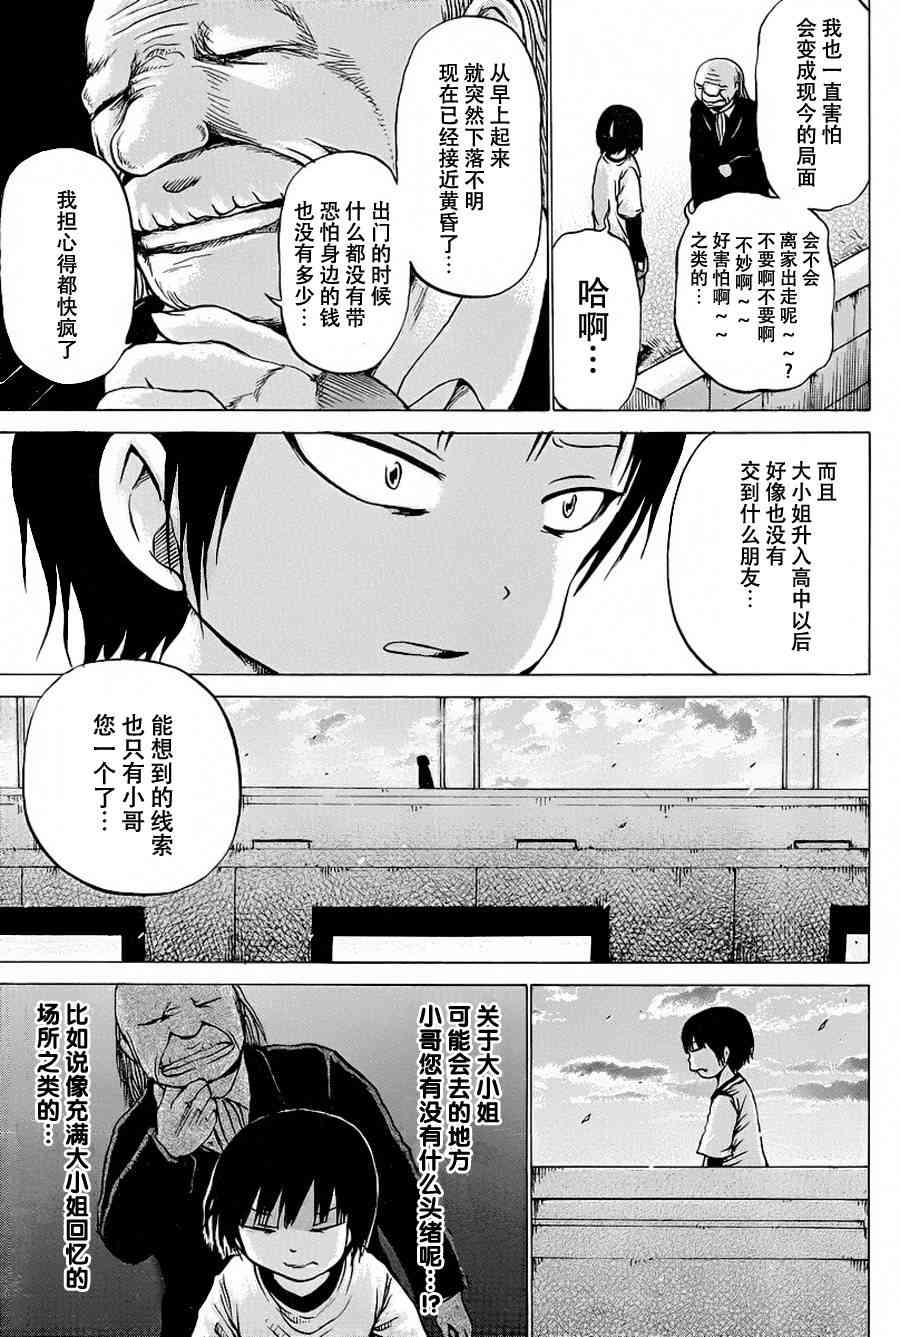 我也一直害怕
会变成现今的局面
会不会
离家出走呢～～?
不要啊不要啊
不妙啊～
好害怕啊～～
之类的…
哈啊…
从早上起来
就突然下落不明
现在已经接近黄昏了…
出门的时候
什么都没有带
恐怕身边的钱
也没有多少…
我担心得都快疯了
而且
大小姐升入高中以后
好像也没有
交到什么朋友…
能想到的线索
也只有小哥
您一个了…
关于大小姐
可能会去的地方
小哥您有没有什么头绪呢…!?
比如说像充满大小姐回忆的
场所之类的…